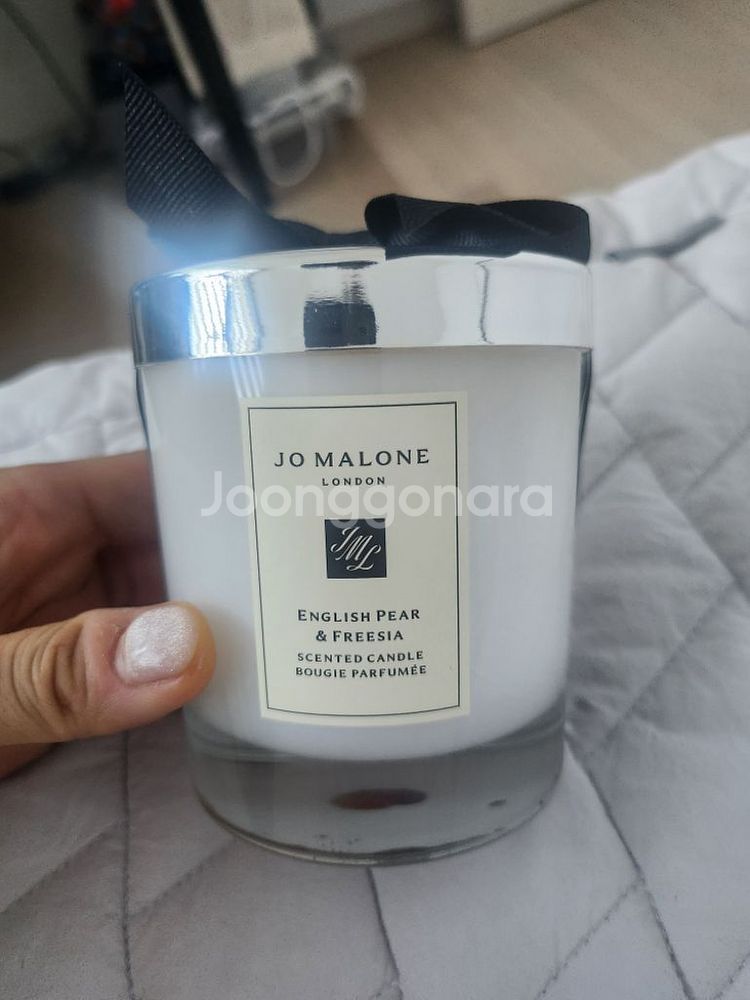 JO MALONE
LONDON
Joonggonara
JML
ENGLISH PEAR
& FREESIA
SCENTED CANDLE
BOUGIE PARFUMÉE